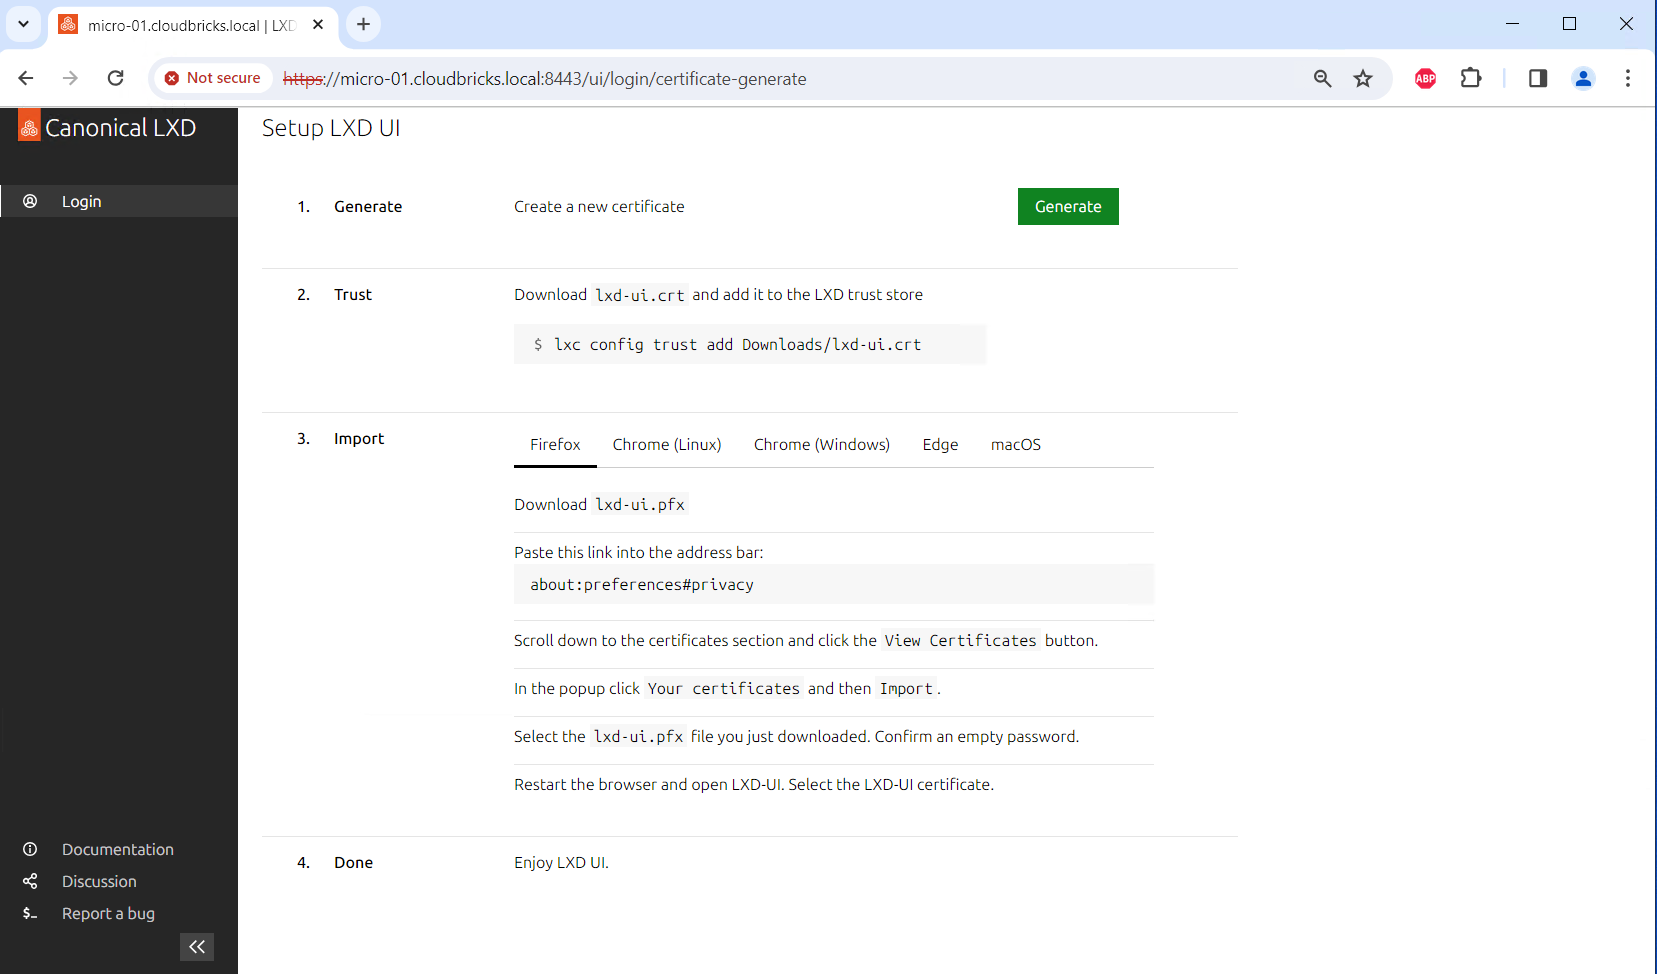 micro-01.cloudbricks.local | LXD
Not secure
https://micro-01.cloudbricks.local:8443/ui/login/certificate-generate
ABP
Canonical LXD
Login
Setup LXD UI
1. Generate Create a new certificate Generate
2. Trust Download lxd-ui.crt and add it to the LXD trust store
$ lxc config trust add Downloads/lxd-ui.crt
3. Import Firefox Chrome (Linux) Chrome (Windows) Edge macOS
Download lxd-ui.pfx
Paste this link into the address bar:
about:preferences#privacy
Scroll down to the certificates section and click the View Certificates button.
In the popup click Your certificates and then Import.
Select the lxd-ui.pfx file you just downloaded. Confirm an empty password.
Restart the browser and open LXD-UI. Select the LXD-UI certificate.
4. Done Enjoy LXD UI.
Documentation
Discussion
$_ Report a bug